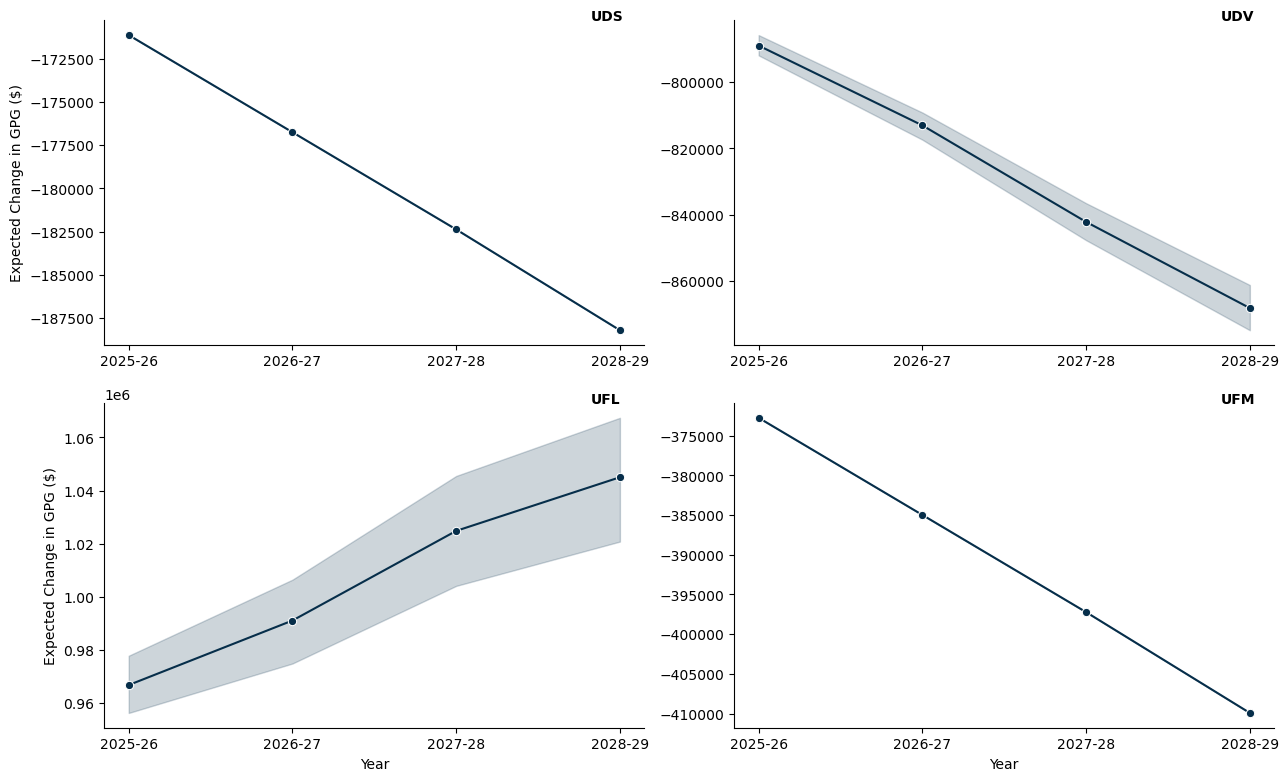 UDS
Expected Change in GPG ($)
−172500
−175000
−177500
−180000
−182500
−185000
−187500
2025-26 2026-27 2027-28 2028-29
UDV
−800000
−820000
−840000
−860000
2025-26 2026-27 2027-28 2028-29
1e6
UFL
Expected Change in GPG ($)
1.06
1.04
1.02
1.00
0.98
0.96
2025-26 2026-27 2027-28 2028-29
Year
UFM
−375000
−380000
−385000
−390000
−395000
−400000
−405000
−410000
2025-26 2026-27 2027-28 2028-29
Year